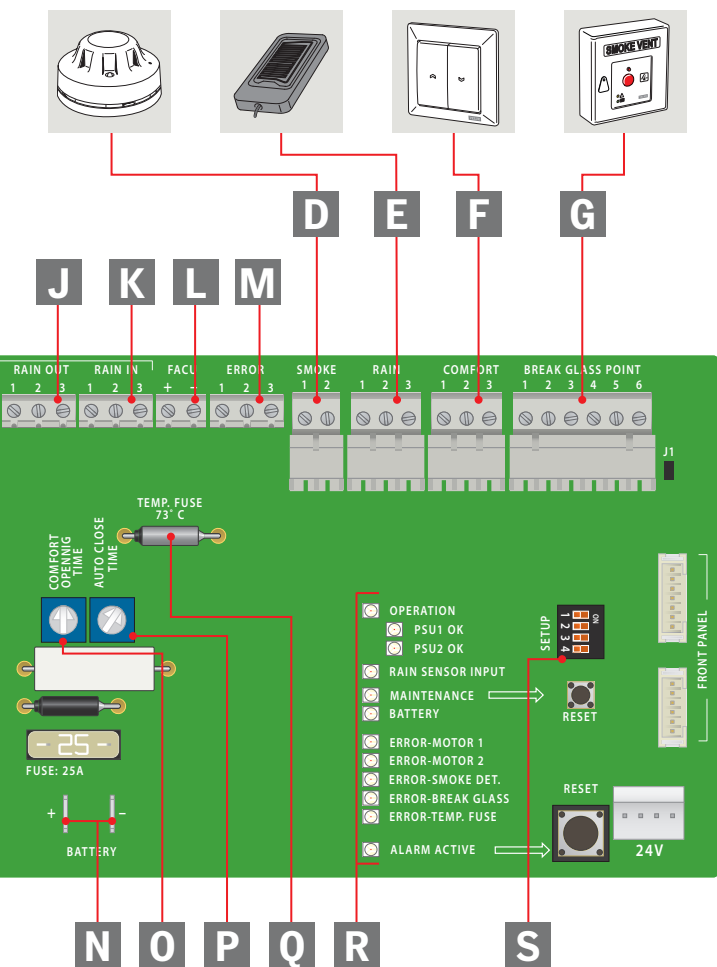 SMOKE VENT
D E F G
J K L M
RAIN OUT RAIN IN FACU ERROR SMOKE RAIN COMFORT BREAK GLASS POINT
1 2 3 1 2 3 + − 1 2 3 1 2 1 2 3 1 2 3 1 2 3 4 5 6
J1
TEMP. FUSE
73° C
COMFORT
OPENNIG
TIME
AUTO CLOSE
TIME
OPERATION
PSU1 OK
PSU2 OK
RAIN SENSOR INPUT
MAINTENANCE
BATTERY
ERROR-MOTOR 1
ERROR-MOTOR 2
ERROR-SMOKE DET.
ERROR-BREAK GLASS
ERROR-TEMP. FUSE
ALARM ACTIVE
SETUP
1 2 3 4
ON
RESET
FRONT PANEL
RESET
24V
- 25 -
FUSE: 25A
+ −
BATTERY
N O P Q R S